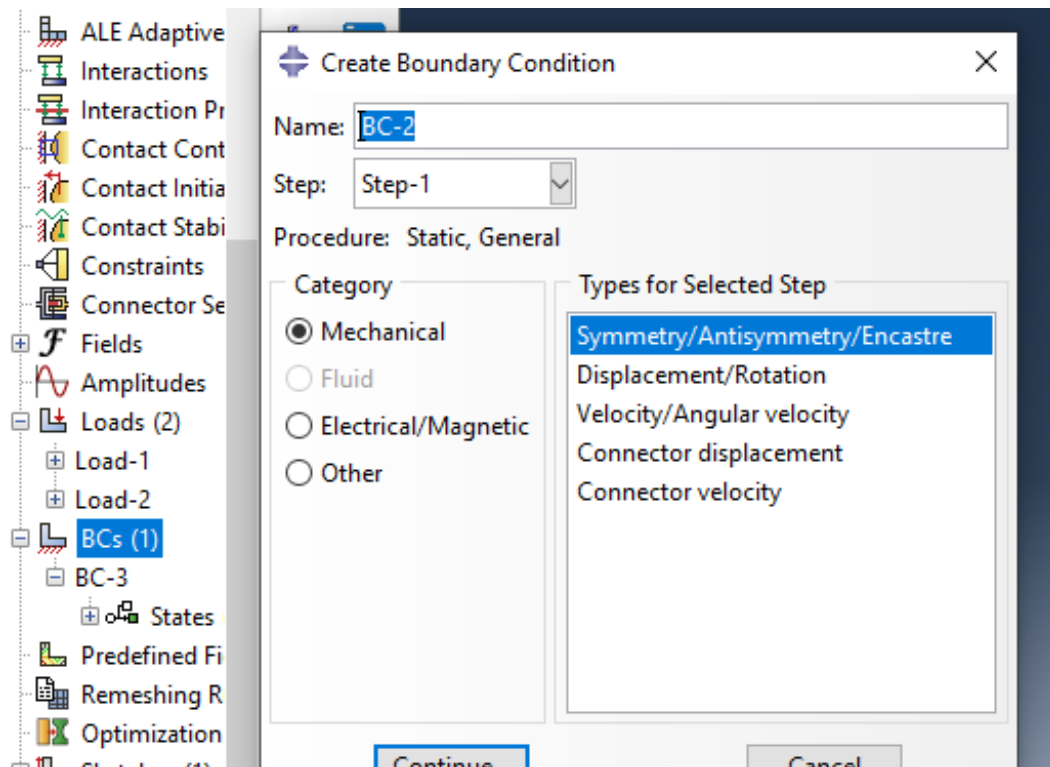 ALE Adaptive
Interactions
Interaction Pr
Contact Cont
Contact Initia
Contact Stabi
Constraints
Connector Se
Fields
Amplitudes
Loads (2)
Load-1
Load-2
BCs (1)
BC-3
States
Predefined Fi
Remeshing R
Optimization
Create Boundary Condition
Name: BC-2
Step: Step-1
Procedure: Static, General
Category
Mechanical
Fluid
Electrical/Magnetic
Other
Types for Selected Step
Symmetry/Antisymmetry/Encastre
Displacement/Rotation
Velocity/Angular velocity
Connector displacement
Connector velocity
Continue...
Cancel